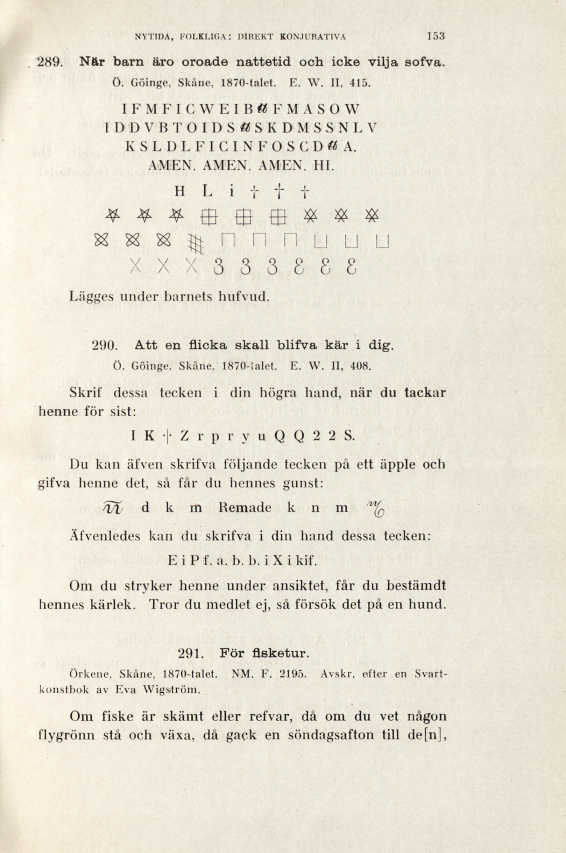 NYTIDA, FOLKLIGA: DIREKT KONJURATIVA 153
289. När barn äro oroade nattetid och icke vilja sofva.
Ö. Göinge, Skåne, 1870-talet. E. W. II, 415.
I F M F I C W E I B tt F M A S O W
I D D V B T O I D S tt S K D M S S N L V
K S L D L F I C I N F O S C D tt A.
AMEN. AMEN. AMEN. HI.
H L i † † †
3 3 3 ε ε ε
Lägges under barnets hufvud.
290. Att en flicka skall blifva kär i dig.
Ö. Göinge, Skåne, 1870-talet. E. W. II, 408.
Skrif dessa tecken i din högra hand, när du tackar
henne för sist:
I K ·|· Z r p r y u Q Q 2 2 S.
Du kan äfven skrifva följande tecken på ett äpple och
gifva henne det, så får du hennes gunst:
d k m Remade k n m
Äfvenledes kan du skrifva i din hand dessa tecken:
E i P f. a. b. b. i X i kif.
Om du stryker henne under ansiktet, får du bestämdt
hennes kärlek. Tror du medlet ej, så försök det på en hund.
291. För fisketur.
Örkene, Skåne, 1870-talet. NM. F. 2195. Avskr. efter en Svart-
konstbok av Eva Wigström.
Om fiske är skämt eller refvar, då om du vet någon
flygrönn stå och växa, då gack en söndagsafton till de[n],